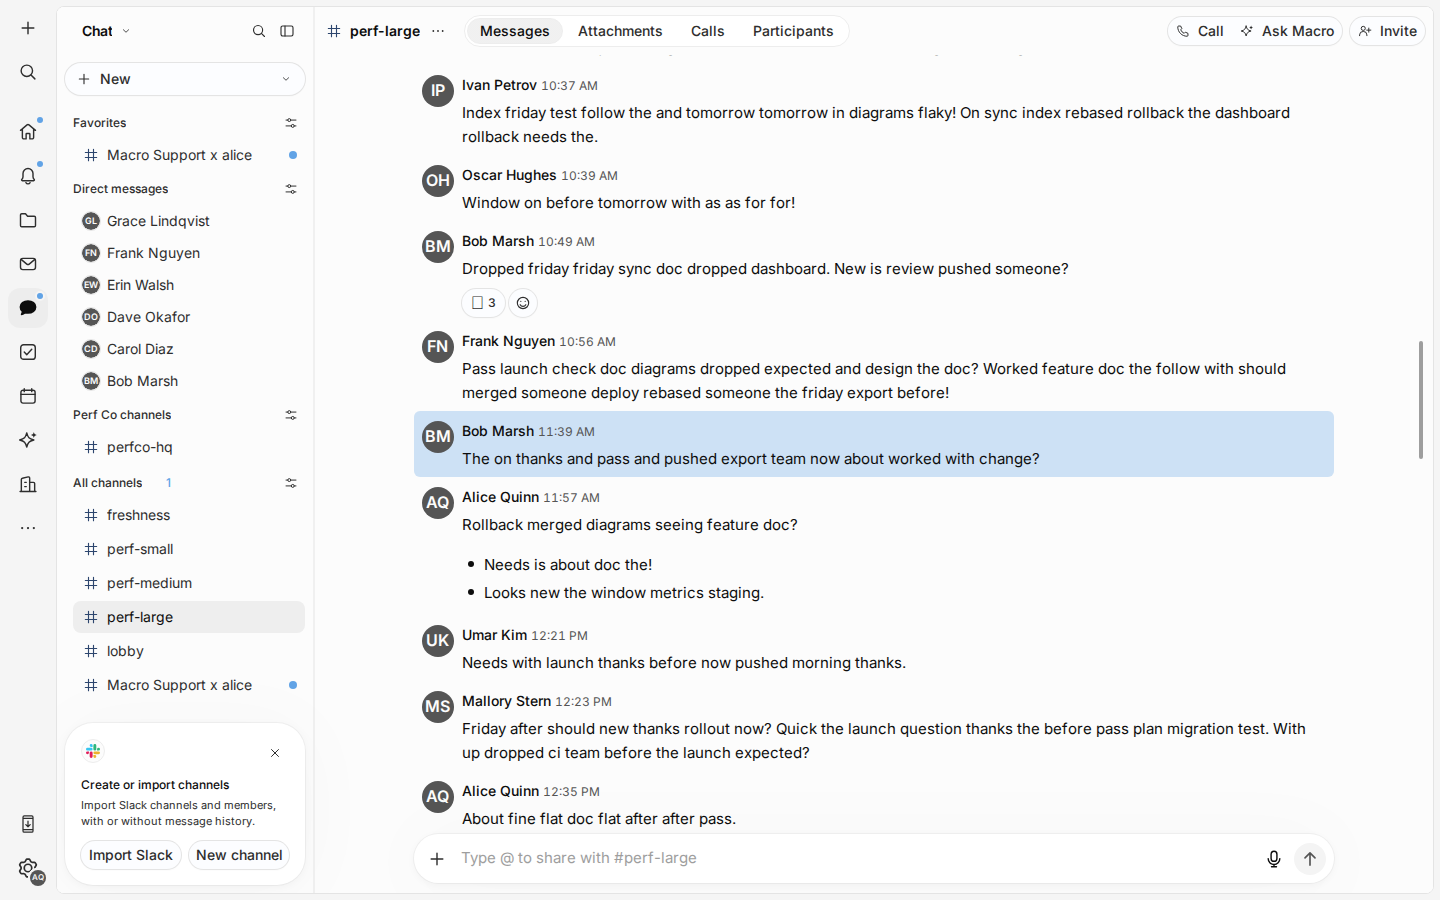 Chat
New
Favorites
Macro Support x alice
Direct messages
GL Grace Lindqvist
FN Frank Nguyen
EW Erin Walsh
DO Dave Okafor
CD Carol Diaz
BM Bob Marsh
Perf Co channels
perfco-hq
All channels 1
freshness
perf-small
perf-medium
perf-large
lobby
Macro Support x alice
Create or import channels
Import Slack channels and members,
with or without message history.
Import Slack New channel
AQ
perf-large Messages Attachments Calls Participants Call Ask Macro Invite
IP Ivan Petrov 10:37 AM
Index friday test follow the and tomorrow tomorrow in diagrams flaky! On sync index rebased rollback the dashboard
rollback needs the.
OH Oscar Hughes 10:39 AM
Window on before tomorrow with as as for for!
BM Bob Marsh 10:49 AM
Dropped friday friday sync doc dropped dashboard. New is review pushed someone?
3
FN Frank Nguyen 10:56 AM
Pass launch check doc diagrams dropped expected and design the doc? Worked feature doc the follow with should
merged someone deploy rebased someone the friday export before!
BM Bob Marsh 11:39 AM
The on thanks and pass and pushed export team now about worked with change?
AQ Alice Quinn 11:57 AM
Rollback merged diagrams seeing feature doc?
• Needs is about doc the!
• Looks new the window metrics staging.
UK Umar Kim 12:21 PM
Needs with launch thanks before now pushed morning thanks.
MS Mallory Stern 12:23 PM
Friday after should new thanks rollout now? Quick the launch question thanks the before pass plan migration test. With
up dropped ci team before the launch expected?
AQ Alice Quinn 12:35 PM
About fine flat doc flat after after pass.
Type @ to share with #perf-large